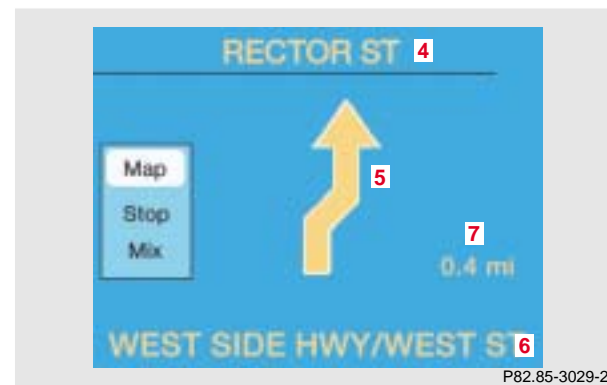 RECTOR ST 4
Map
5
Stop
7
Mix
0.4 mi
WEST SIDE HWY/WEST ST 6
P82.85-3029-2